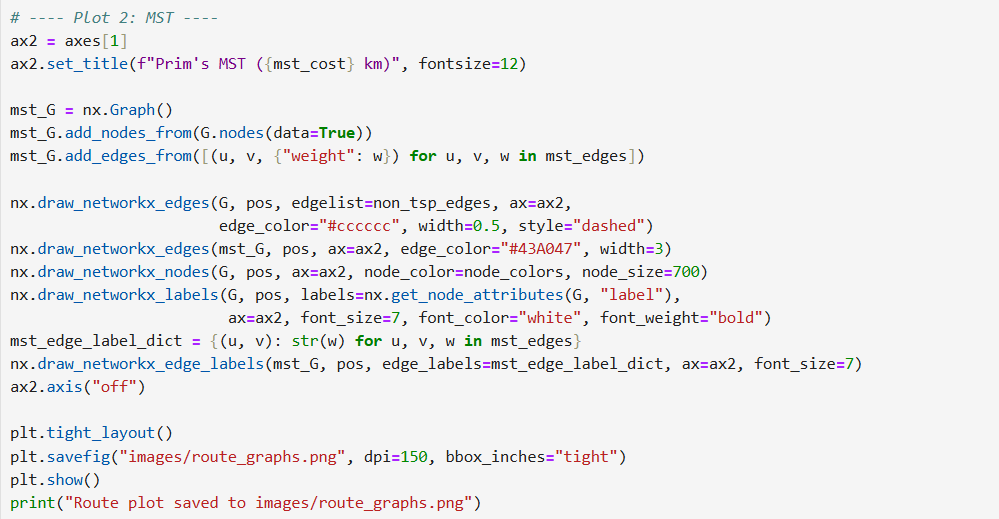 # ---- Plot 2: MST ----
ax2 = axes[1]
ax2.set_title(f"Prim's MST ({mst_cost} km)", fontsize=12)

mst_G = nx.Graph()
mst_G.add_nodes_from(G.nodes(data=True))
mst_G.add_edges_from([(u, v, {"weight": w}) for u, v, w in mst_edges])

nx.draw_networkx_edges(G, pos, edgelist=non_tsp_edges, ax=ax2,
                       edge_color="#cccccc", width=0.5, style="dashed")
nx.draw_networkx_edges(mst_G, pos, ax=ax2, edge_color="#43A047", width=3)
nx.draw_networkx_nodes(G, pos, ax=ax2, node_color=node_colors, node_size=700)
nx.draw_networkx_labels(G, pos, labels=nx.get_node_attributes(G, "label"),
                        ax=ax2, font_size=7, font_color="white", font_weight="bold")
mst_edge_label_dict = {(u, v): str(w) for u, v, w in mst_edges}
nx.draw_networkx_edge_labels(mst_G, pos, edge_labels=mst_edge_label_dict, ax=ax2, font_size=7)
ax2.axis("off")

plt.tight_layout()
plt.savefig("images/route_graphs.png", dpi=150, bbox_inches="tight")
plt.show()
print("Route plot saved to images/route_graphs.png")